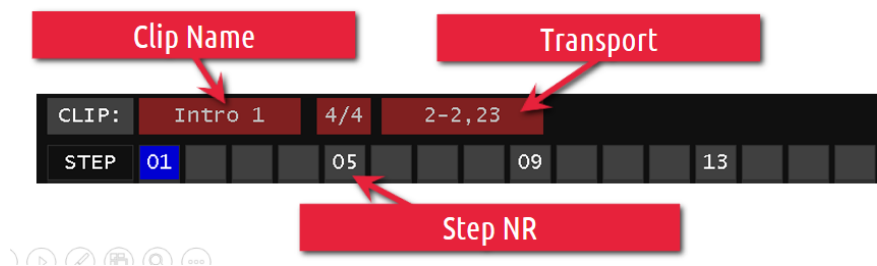 Clip Name
Transport
CLIP: Intro 1 4/4 2-2,23
STEP 01 05 09 13
Step NR